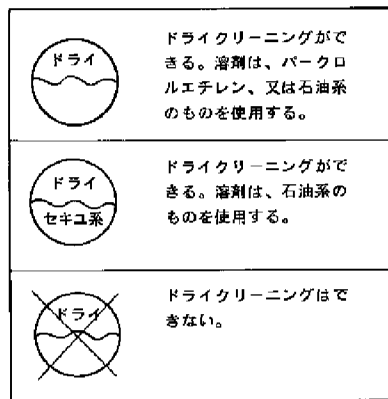 ドライ
ドライクリーニングがで
きる。溶剤は、パークロ
ルエチレン、又は石油系
のものを使用する。
ドライ
セキユ系
ドライクリーニングがで
きる。溶剤は、石油系の
ものを使用する。
ドライ
ドライクリーニングはで
きない。